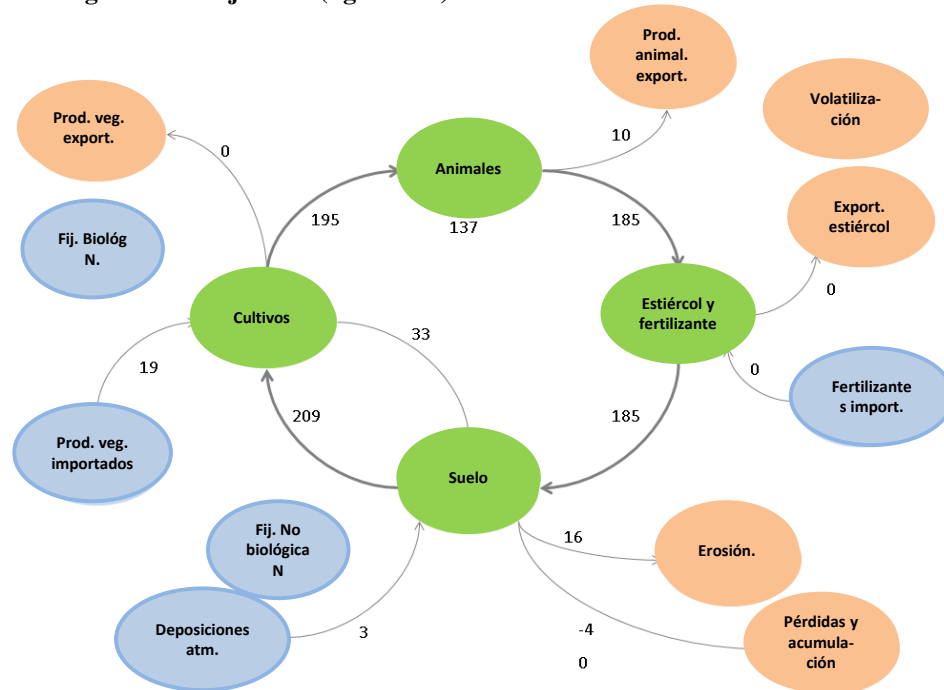 Prod.
animal.
export.
Volatiliza-
ción
Prod. veg.
export.
10
0
Animales
195
137
185
Export.
estiércol
Fij. Biológ
N.
Cultivos
Estiércol y
fertilizante
0
33
19
0
Fertilizante
s import.
209
185
Prod. veg.
importados
Suelo
Fij. No
biológica
N
16
Erosión.
Deposiciones
atm.
3
-4
0
Pérdidas y
acumula-
ción